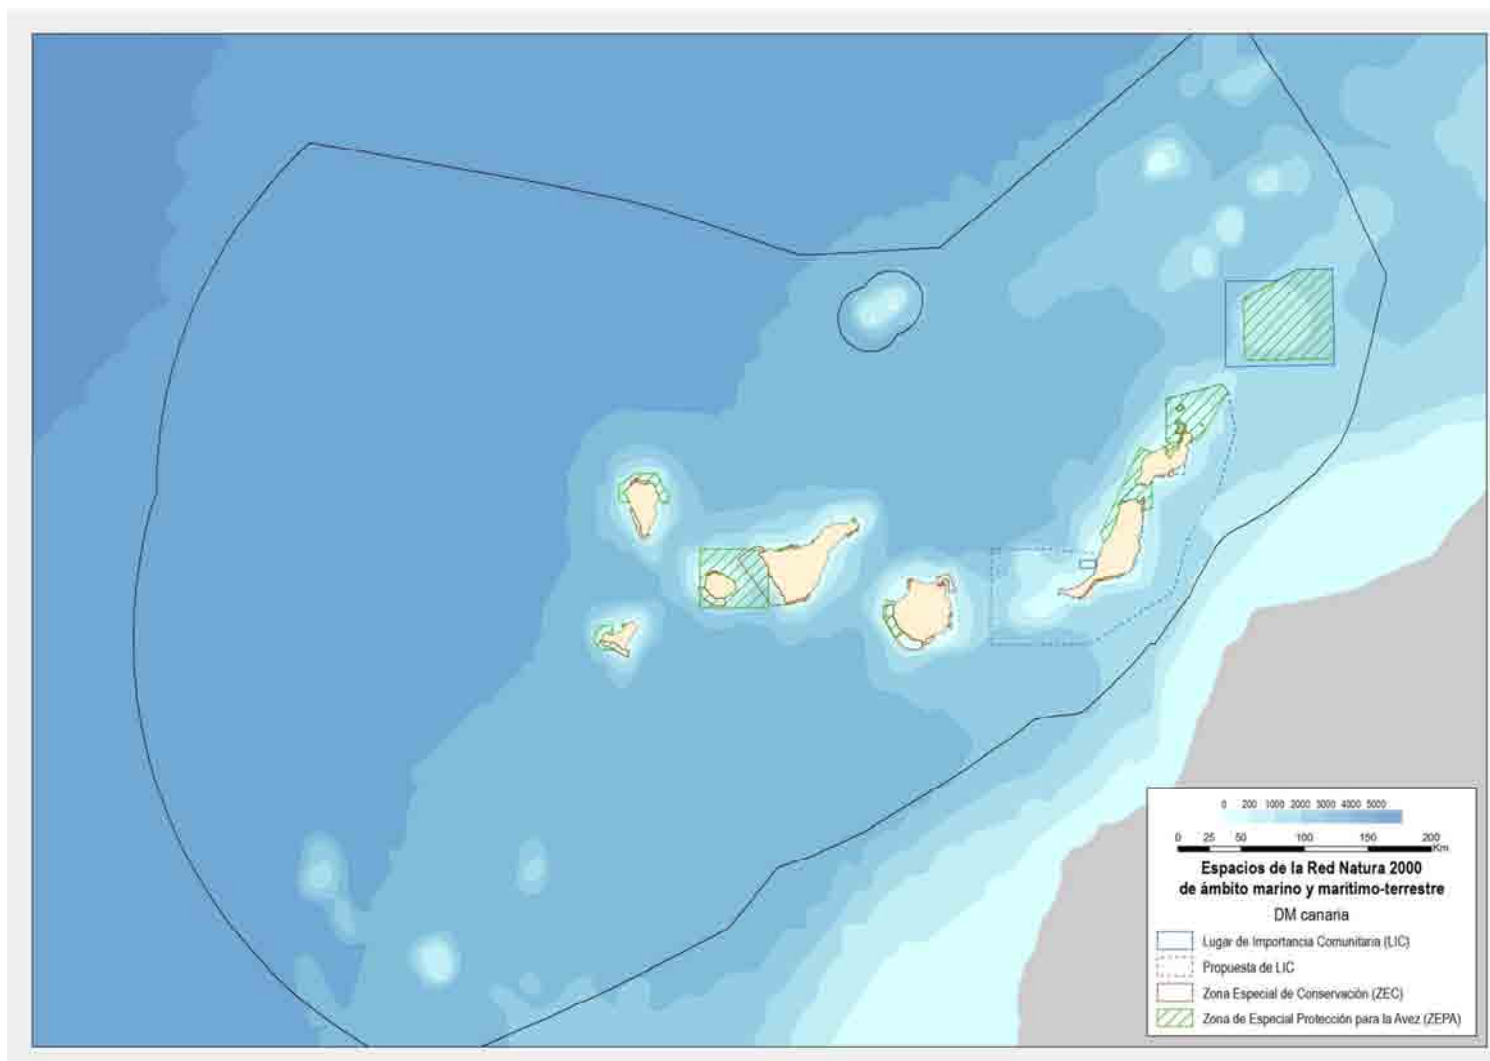 0 200 1000 2000 3000 4000 5000
0 25 50 100 150 200
Km
Espacios de la Red Natura 2000
de ámbito marino y marítimo-terrestre
DM canaria
Lugar de Importancia Comunitaria (LIC)
Propuesta de LIC
Zona Especial de Conservación (ZEC)
Zona de Especial Protección para la Avez (ZEPA)